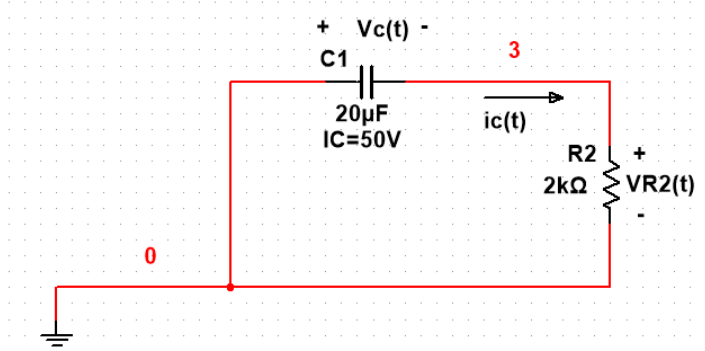 + Vc(t) -
C1
3
20µF
IC=50V
ic(t)
R2
+
2kΩ
VR2(t)
-
0